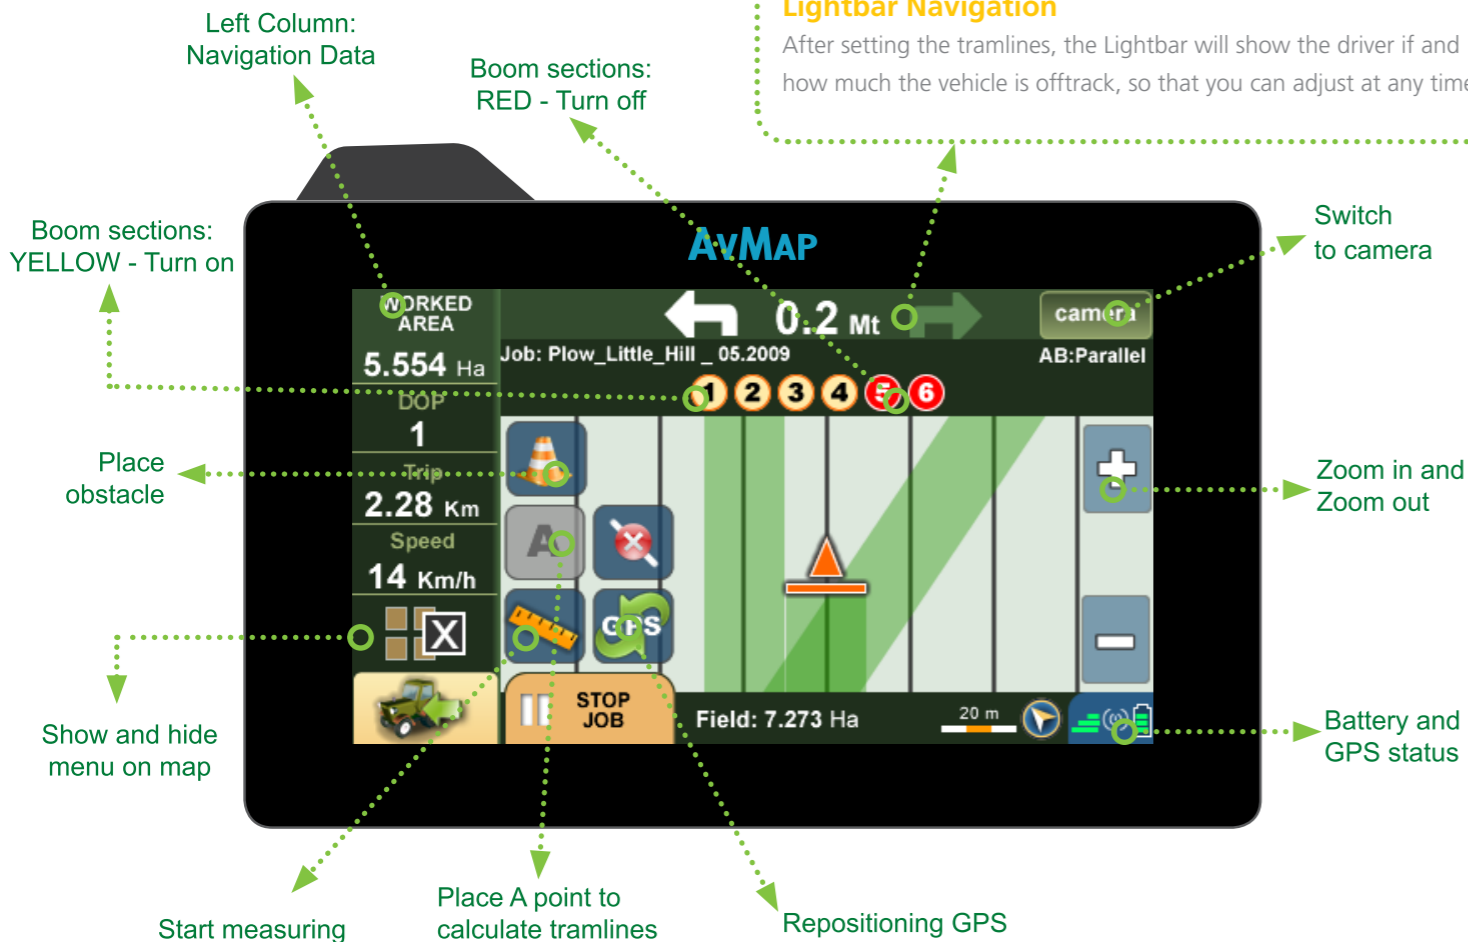 Lightbar Navigation
After setting the tramlines, the Lightbar will show the driver if and
how much the vehicle is offtrack, so that you can adjust at any time
Left Column:
Navigation Data
Boom sections:
RED - Turn off
Boom sections:
YELLOW - Turn on
Switch
to camera
AvMap
WORKED
AREA
5.554 Ha
DOP
1
Trip
2.28 Km
Speed
14 Km/h
X
0.2 Mt
camera
Job: Plow_Little_Hill _ 05.2009
AB:Parallel
1 2 3 4 5 6
A
GPS
STOP
JOB
Field: 7.273 Ha
20 m
Place
obstacle
Zoom in and
Zoom out
Show and hide
menu on map
Battery and
GPS status
Start measuring
Place A point to
calculate tramlines
Repositioning GPS